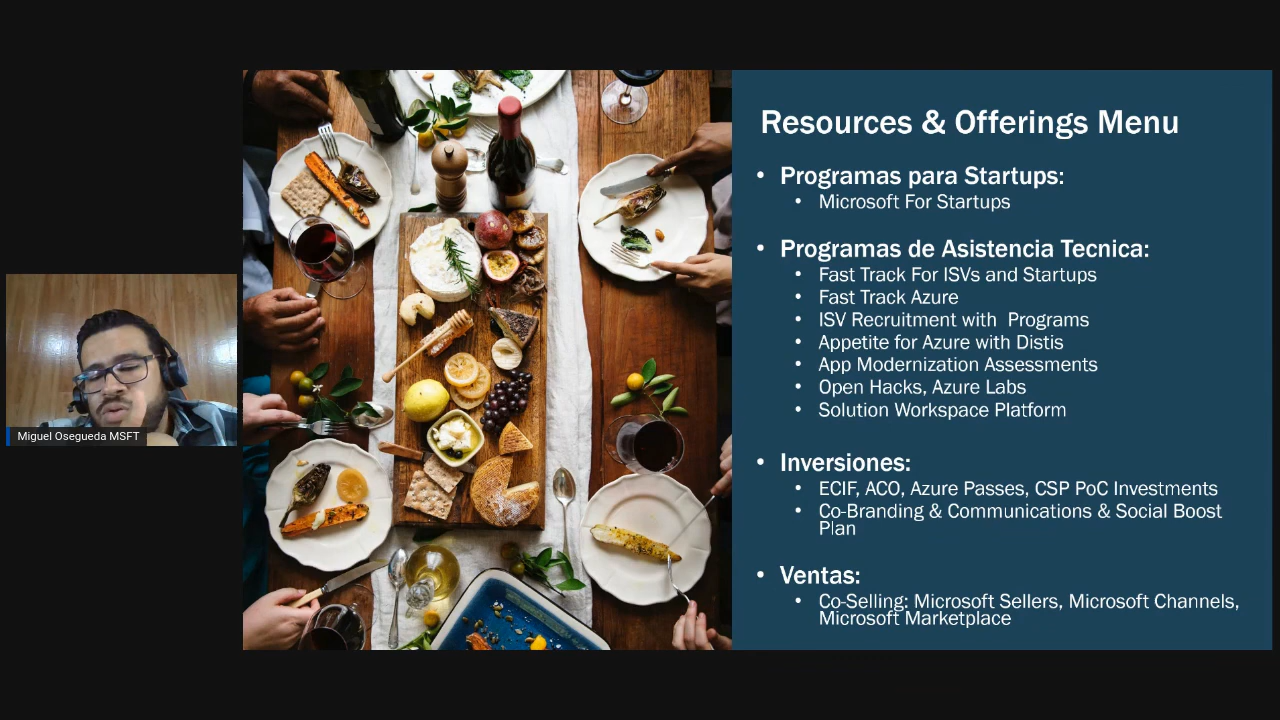 Resources & Offerings Menu
• Programas para Startups:
• Microsoft For Startups
• Programas de Asistencia Tecnica:
• Fast Track For ISVs and Startups
• Fast Track Azure
• ISV Recruitment with Programs
• Appetite for Azure with Distis
• App Modernization Assessments
• Open Hacks, Azure Labs
• Solution Workspace Platform
• Inversiones:
• ECIF, ACO, Azure Passes, CSP PoC Investments
• Co-Branding & Communications & Social Boost
Plan
• Ventas:
• Co-Selling: Microsoft Sellers, Microsoft Channels,
Microsoft Marketplace
Miguel Osegueda MSFT